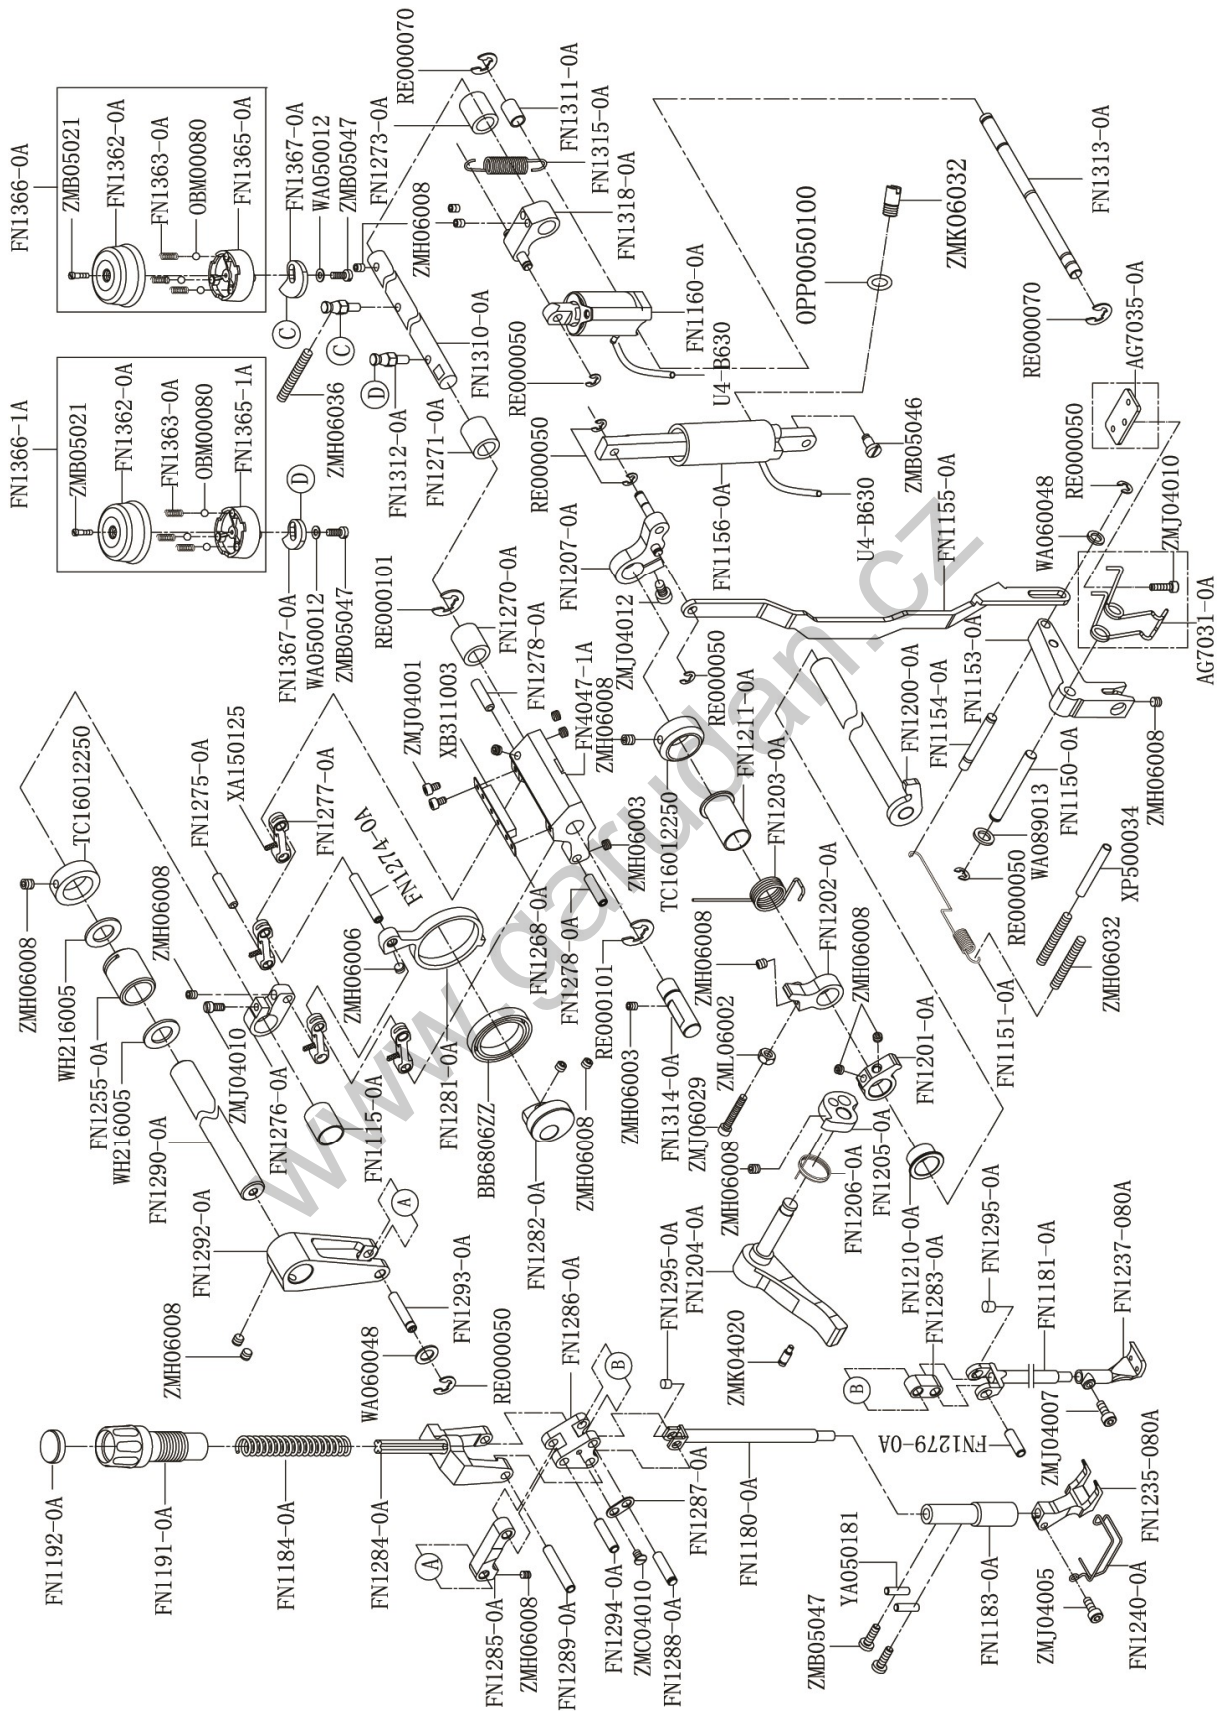 FN1366-0A
ZMB05021
FN1362-0A
FN1363-0A
OBM00080
FN1365-0A
FN1367-0A
WA050012
ZMB05047
FN1273-0A
RE000070
FN1311-0A
FN1315-0A
FN1318-0A
ZMH06008
C
C
FN1366-1A
ZMB05021
FN1362-0A
FN1363-0A
OBM00080
FN1365-1A
D
FN1367-0A
WA050012
ZMB05047
ZMH06036
D
FN1310-0A
FN1312-0A
FN1271-0A
RE000101
FN1270-0A
FN1278-0A
FN4047-1A
ZMH06008
ZMJ04001
XB311003
FN1160-0A
RE000050
U4-B630
OPP0050100
ZMK06032
FN1313-0A
RE000070
AG7035-0A
RE000050
FN1207-0A
FN1156-0A
ZMB05046
U4-B630
FN1155-0A
ZMJ04012
WA060048
RE000050
ZMJ04010
AG7031-0A
RE000050
FN1211-0A
FN1203-0A
FN1200-0A
FN1154-0A
FN1153-0A
FN1150-0A
WA089013
RE000050
ZMH06008
XP500034
ZMH06032
FN1151-0A
TC16012250
FN1275-0A
XA150125
FN1277-0A
FN1274-0A
ZMH06008
WH216005
ZMH06008
FN1255-0A
WH216005
FN1290-0A
ZMJ04010
FN1276-0A
FN1115-0A
ZMH06006
FN1281-0A
FN1268-0A
FN1278-0A
ZMH06003
TC16012250
RE000101
BB6806ZZ
ZMH06008
FN1282-0A
ZMH06003
FN1314-0A
ZMH06008
ZML06002
ZMJ06029
FN1202-0A
ZMH06008
FN1201-0A
ZMH06008
FN1205-0A
FN1206-0A
FN1210-0A
FN1204-0A
ZMK04020
FN1292-0A
A
ZMH06008
FN1293-0A
WA060048
RE000050
FN1286-0A
B
FN1295-0A
FN1283-0A
FN1295-0A
FN1181-0A
FN1237-080A
B
ZMJ04007
FN1279-0A
FN1192-0A
FN1191-0A
FN1184-0A
FN1284-0A
A
FN1285-0A
ZMH06008
FN1289-0A
FN1294-0A
ZMC04010
FN1288-0A
FN1287-0A
FN1180-0A
YA050181
ZMB05047
FN1183-0A
ZMJ04005
FN1235-080A
FN1240-0A
www.garudan.cz